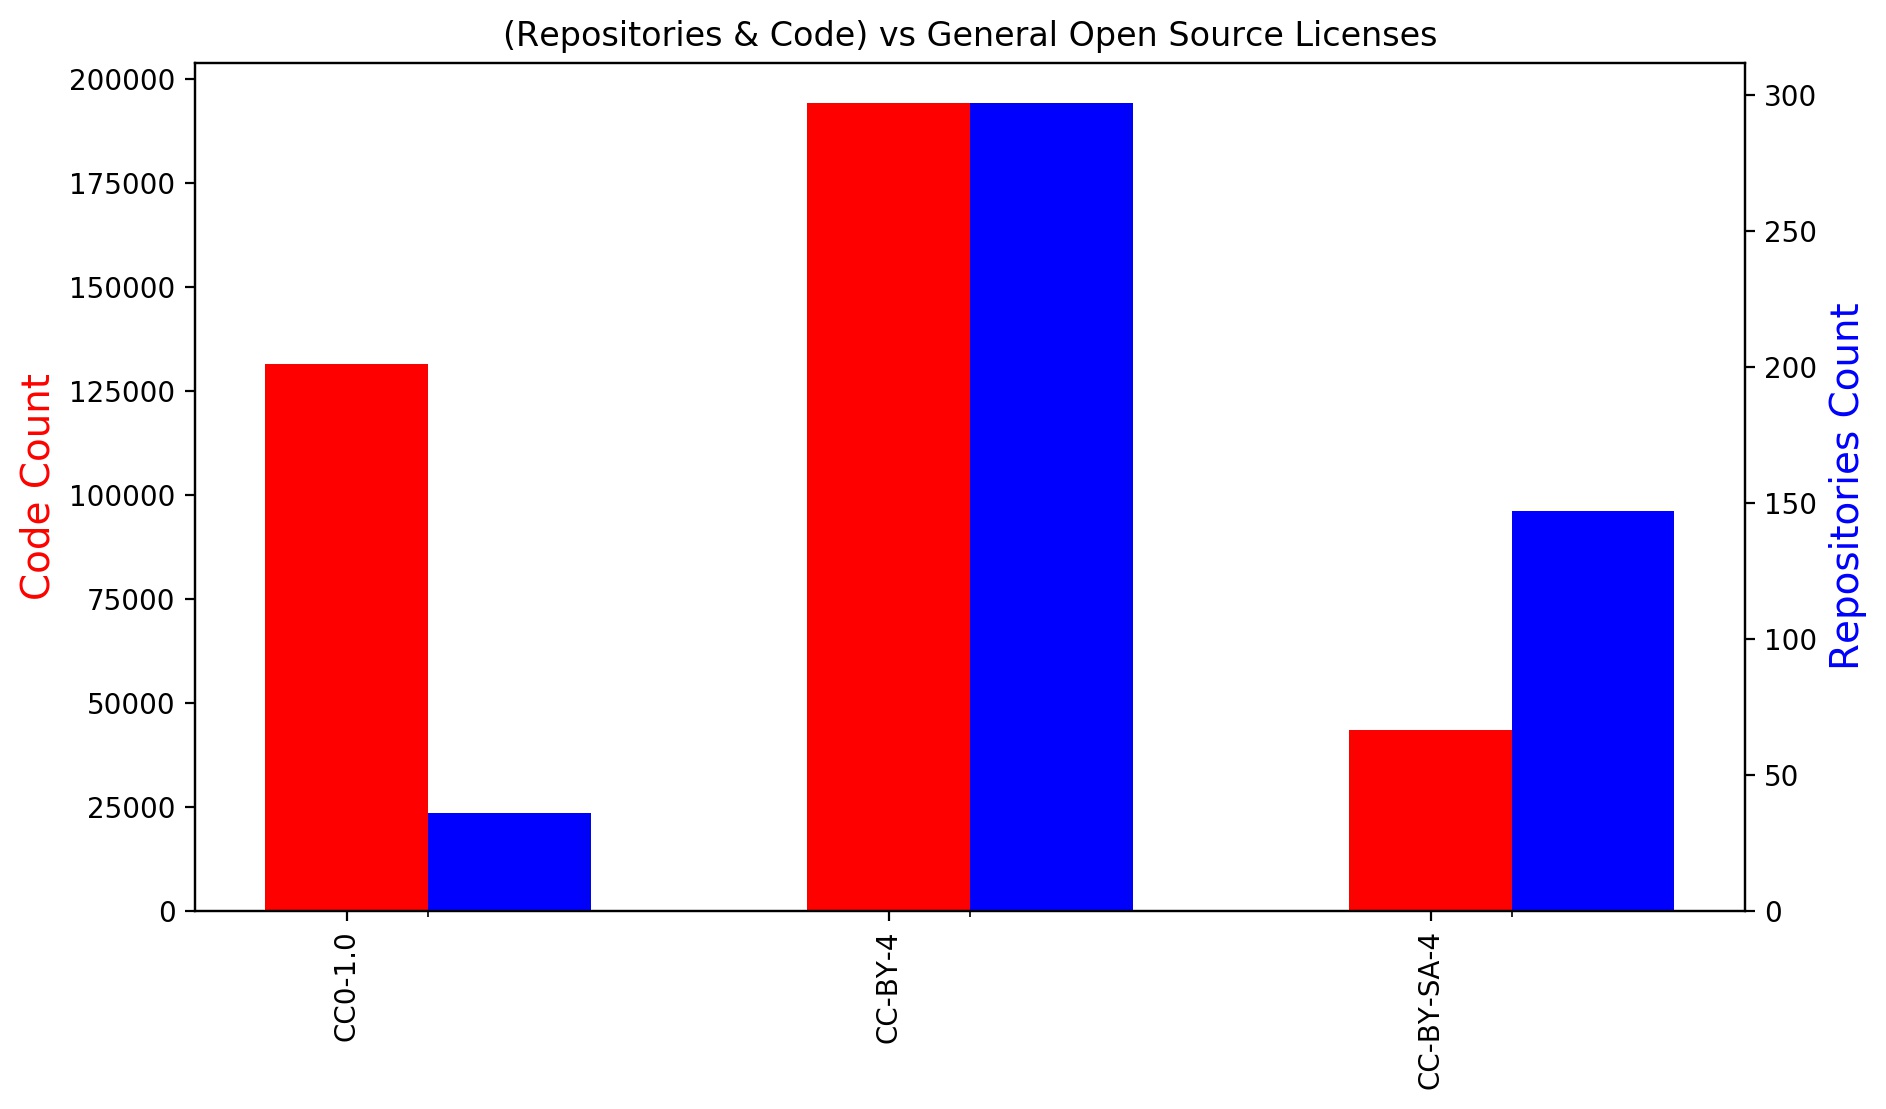 (Repositories & Code) vs General Open Source Licenses
Code Count
200000
175000
150000
125000
100000
75000
50000
25000
0
300
250
200
150
100
50
0
Repositories Count
CC0-1.0
CC-BY-4
CC-BY-SA-4